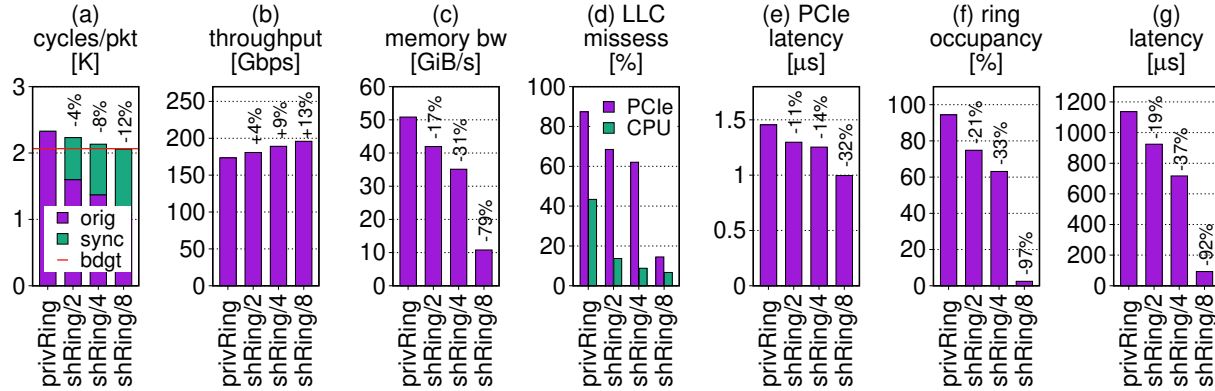 (a)
cycles/pkt
[K]
3
2
1
0
-4%
-8%
-12%
orig
sync
bdgt
privRing
shRing/2
shRing/4
shRing/8
(b)
throughput
[Gbps]
250
200
150
100
50
0
+4%
+9%
+13%
privRing
shRing/2
shRing/4
shRing/8
(c)
memory bw
[GiB/s]
60
50
40
30
20
10
0
-17%
-31%
-79%
privRing
shRing/2
shRing/4
shRing/8
(d) LLC
missess
[%]
100
80
60
40
20
0
PCIe
CPU
privRing
shRing/2
shRing/4
shRing/8
(e) PCIe
latency
[µs]
1.5
1
0.5
0
-11%
-14%
-32%
privRing
shRing/2
shRing/4
shRing/8
(f) ring
occupancy
[%]
100
80
60
40
20
0
-21%
-33%
-97%
privRing
shRing/2
shRing/4
shRing/8
(g)
latency
[µs]
1200
1000
800
600
400
200
0
-19%
-37%
-92%
privRing
shRing/2
shRing/4
shRing/8